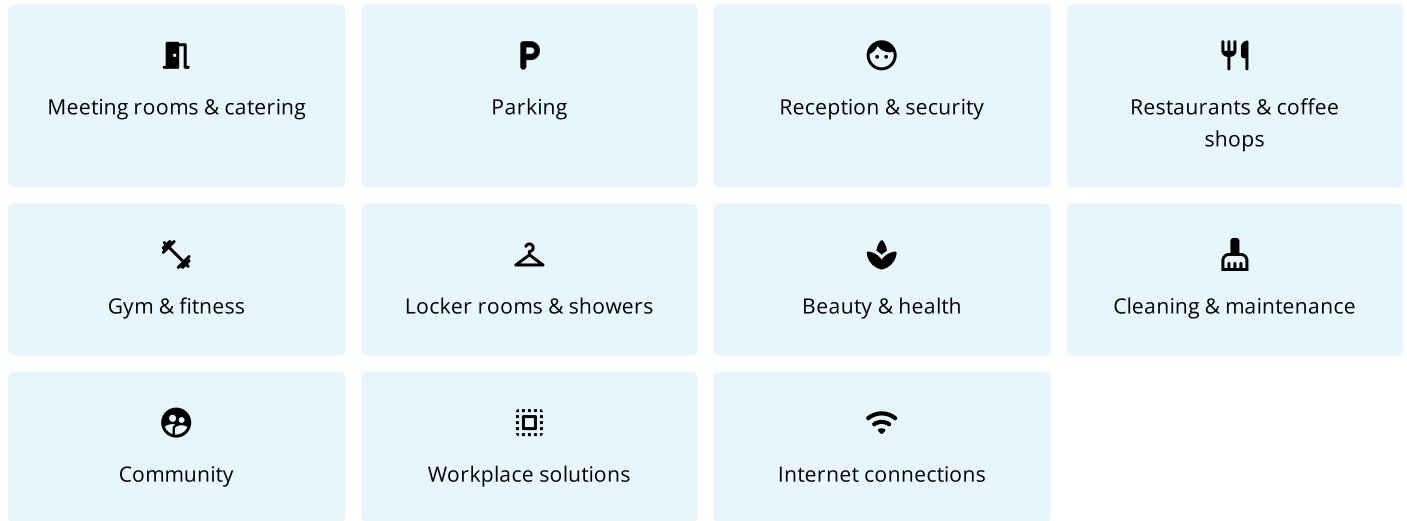 Meeting rooms & catering
Parking
Reception & security
Restaurants & coffee
shops
Gym & fitness
Locker rooms & showers
Beauty & health
Cleaning & maintenance
Community
Workplace solutions
Internet connections